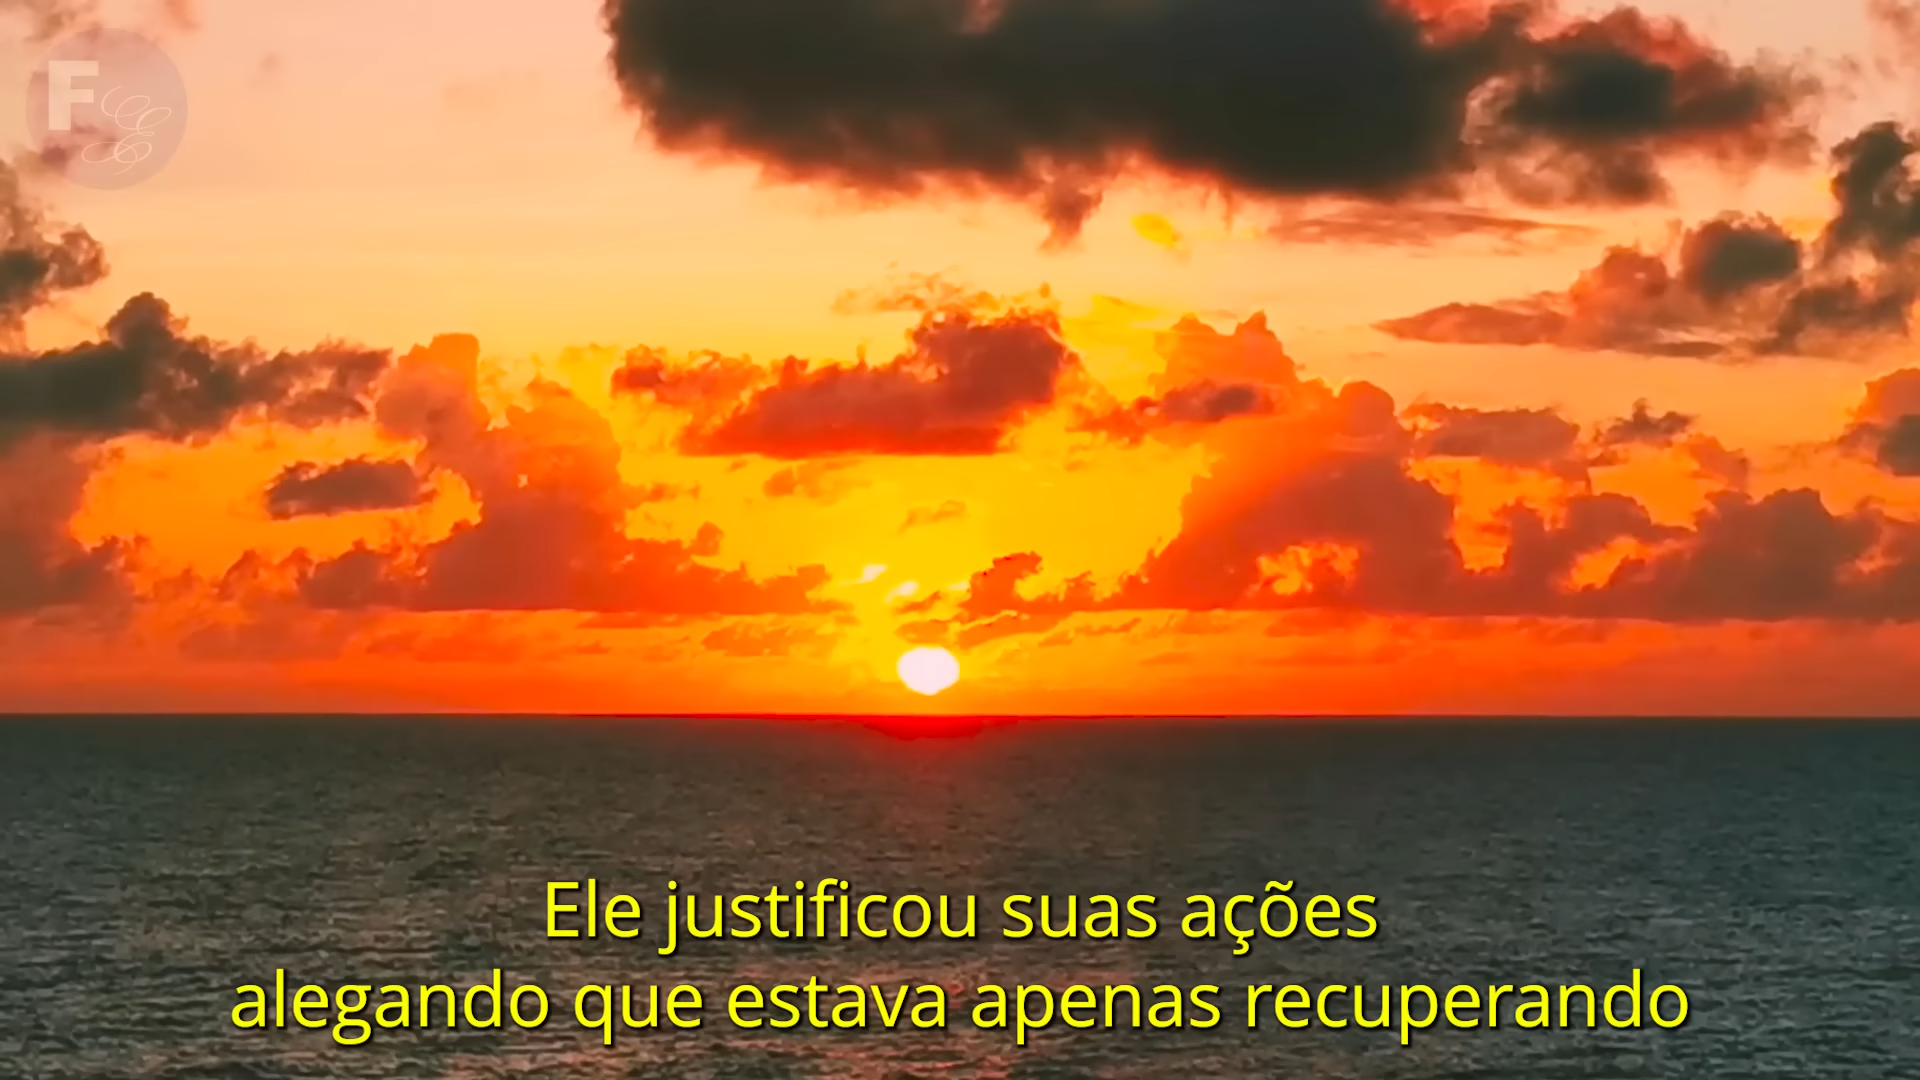 F
Ele justificou suas ações
alegando que estava apenas recuperando